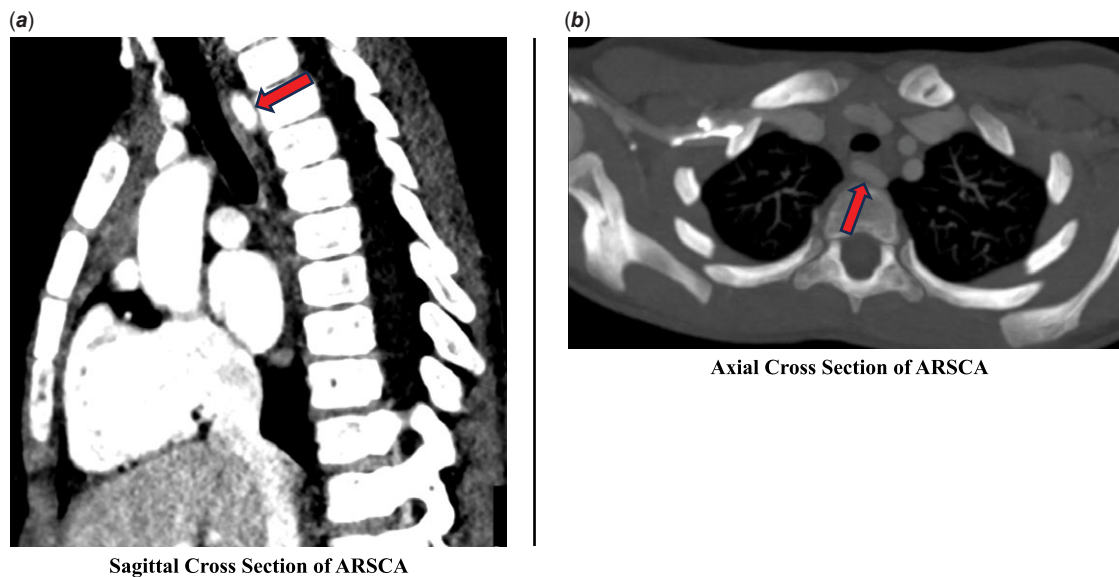 (a)
Sagittal Cross Section of ARSCA
(b)
Axial Cross Section of ARSCA